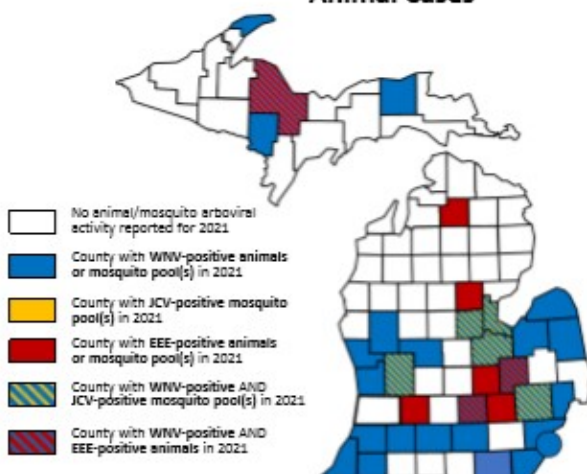 Animal Cases
No animal/mosquito arboviral
activity reported for 2021
County with WNV-positive animals
or mosquito pool(s) in 2021
County with JCV-positive mosquito
pool(s) in 2021
County with EEE-positive animals
or mosquito pool(s) in 2021
County with WNV-positive AND
JCV-positive mosquito pool(s) in 2021
County with WNV-positive AND
EEE-positive animals in 2021